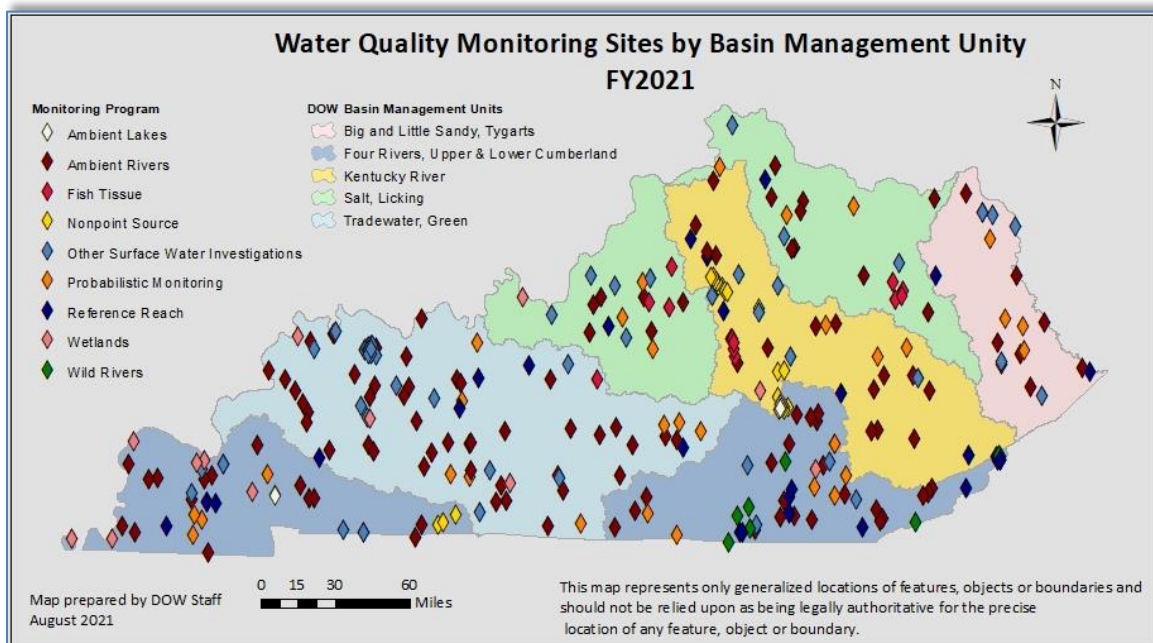 Water Quality Monitoring Sites by Basin Management Unity
FY2021
N
Monitoring Program
Ambient Lakes
Ambient Rivers
Fish Tissue
Nonpoint Source
Other Surface Water Investigations
Probabilistic Monitoring
Reference Reach
Wetlands
Wild Rivers
DOW Basin Management Units
Big and Little Sandy, Tygarts
Four Rivers, Upper & Lower Cumberland
Kentucky River
Salt, Licking
Tradewater, Green
Map prepared by DOW Staff
August 2021
0 15 30 60
Miles
This map represents only generalized locations of features, objects or boundaries and
should not be relied upon as being legally authoritative for the precise
location of any feature, object or boundary.